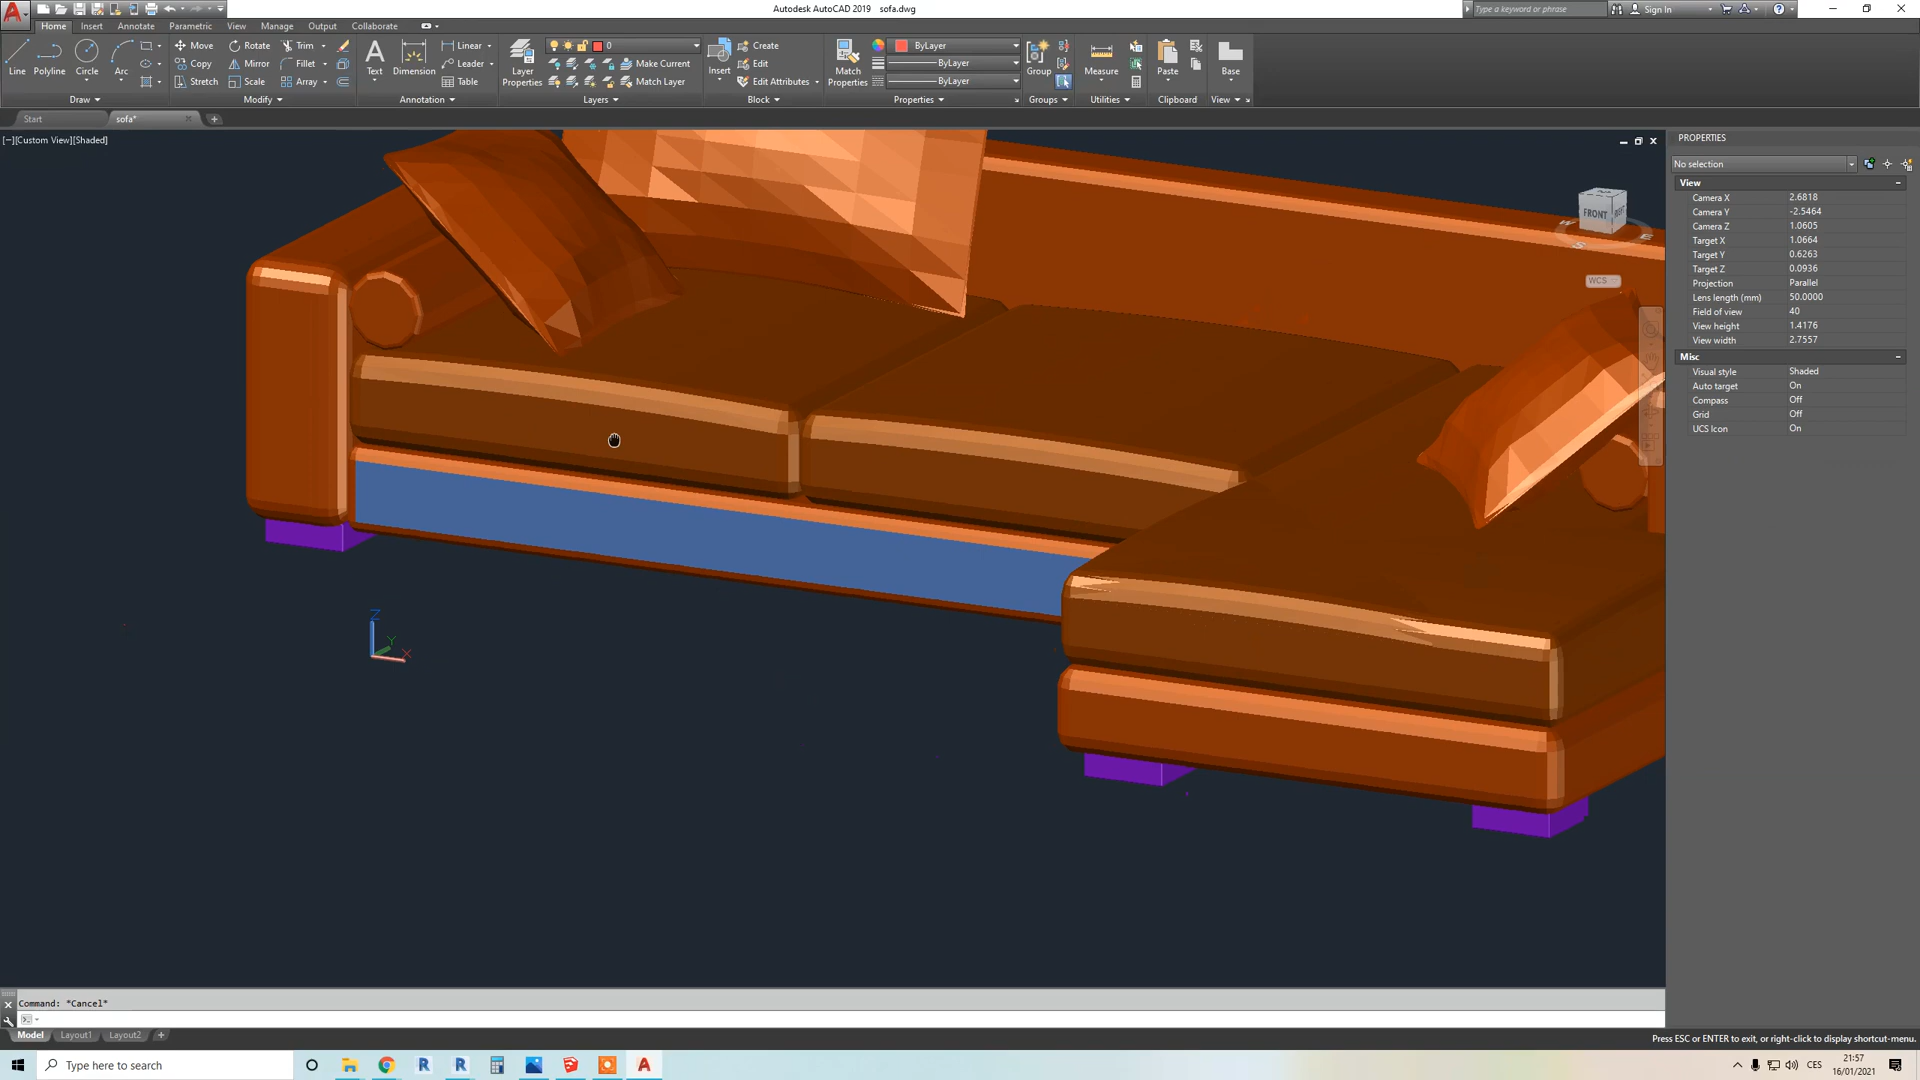 Autodesk AutoCAD 2019 sofa.dwg
Type a keyword or phrase
Sign In
Home Insert Annotate Parametric View Manage Output Collaborate
Line Polyline Circle Arc
Move Rotate Trim
Copy Mirror Fillet
Stretch Scale Array
Text Dimension
Linear
Leader
Table
Layer Properties
0
Make Current
Match Layer
Insert
Create
Edit
Edit Attributes
Match Properties
ByLayer
ByLayer
ByLayer
Group Measure Paste Base
Draw Modify Annotation Layers Block Properties Groups Utilities Clipboard View
Start sofa*
[−][Custom View][Shaded]
FRONT
RIGHT
W
S
E
WCS
Z
Y
X
PROPERTIES
No selection
View
Camera X 2.6818
Camera Y -2.5464
Camera Z 1.0605
Target X 1.0664
Target Y 0.6263
Target Z 0.0936
Projection Parallel
Lens length (mm) 50.0000
Field of view 40
View height 1.4176
View width 2.7557
Misc
Visual style Shaded
Auto target On
Compass Off
Grid Off
UCS Icon On
Command: *Cancel*
Model Layout1 Layout2
Press ESC or ENTER to exit, or right-click to display shortcut-menu.
Type here to search
CES
21:57
16/01/2021